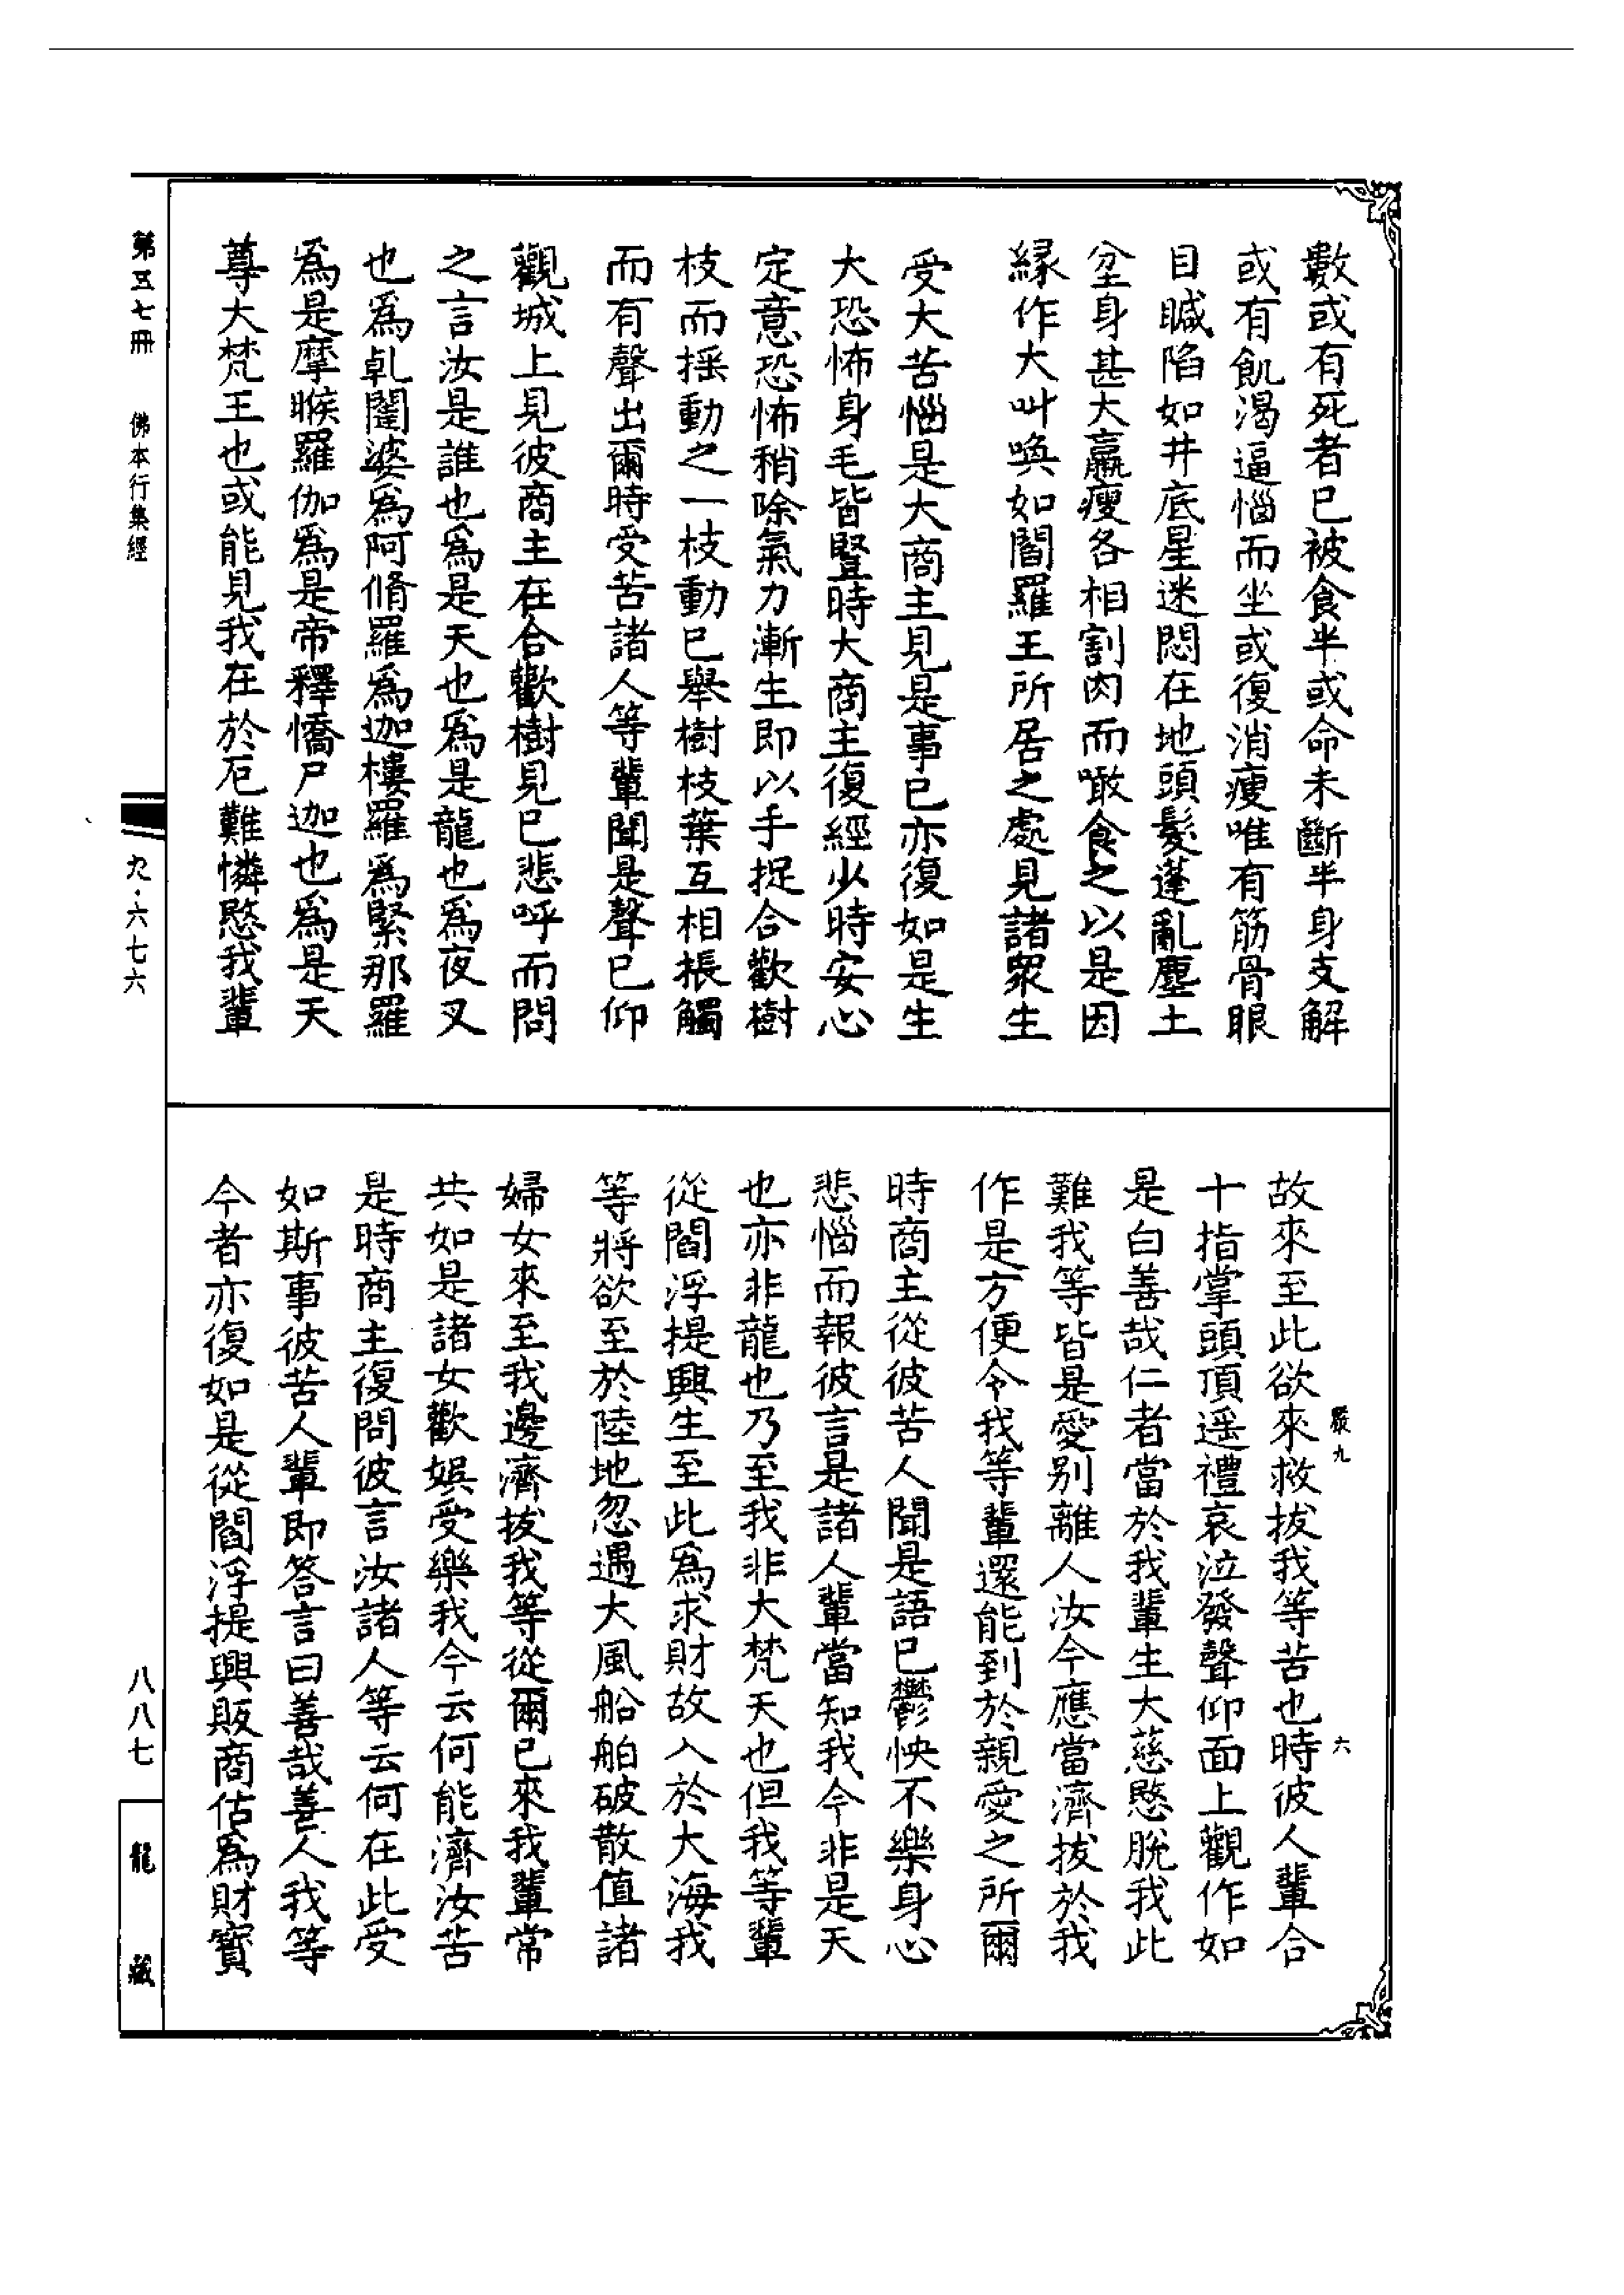 數或有死者已被食半或命未斷半身支解
或有飢渴逼惱而坐或復消瘦唯有筋骨眼
目瞴陷如井底星迷悶在地頭髮蓬亂塵土
坌身甚大羸瘦各相割肉而噉食之以是因
緣作大叫喚如閻羅王所居之處見諸眾生
受大苦惱是大商主見是事已亦復如是生
大恐怖身毛皆豎時大商主復經少時安心
定意恐怖稍除氣力漸生即以手捉合歡樹
枝而揺動之一枝動已舉樹枝葉互相棖觸
而有聲出爾時受苦諸人等輩聞是聲已仰
觀城上見彼商主在合歡樹見已悲呼而問
之言汝是誰也為是天也為是龍也為夜叉
也為乹闥婆為阿脩羅為迦樓羅為緊那羅
為是摩睺羅伽為是帝釋憍尸迦也為是天
尊大梵王也或能見我在於厄難憐愍我輩
故來至此欲來救拔我等苦也時彼人輩合
十指掌頭頂遥禮哀泣發聲仰面上觀作如
是白善哉仁者當於我輩生大慈愍脫我此
難我等皆是愛別離人汝今應當濟拔於我
作是方便令我等輩還能到於親愛之所爾
時商主從彼苦人聞是語已鬱怏不樂身心
悲惱而報彼言是諸人輩當知我今非是天
也亦非龍也乃至我非大梵天也但我等輩
從閻浮提興生至此為求財故入於大海我
等將欲至於陸地忽遇大風船舶破散值諸
婦女來至我邊濟拔我等從爾已來我輩常
共如是諸女歡娛受樂我今云何能濟汝苦
是時商主復問彼言汝諸人等云何在此受
如斯事彼苦人輩即答言曰善哉善人我等
今者亦復如是從閻浮提興販商估為財寶
嚴九
六
第五七冊 佛本行集經
九·六七六
八八七
龍藏